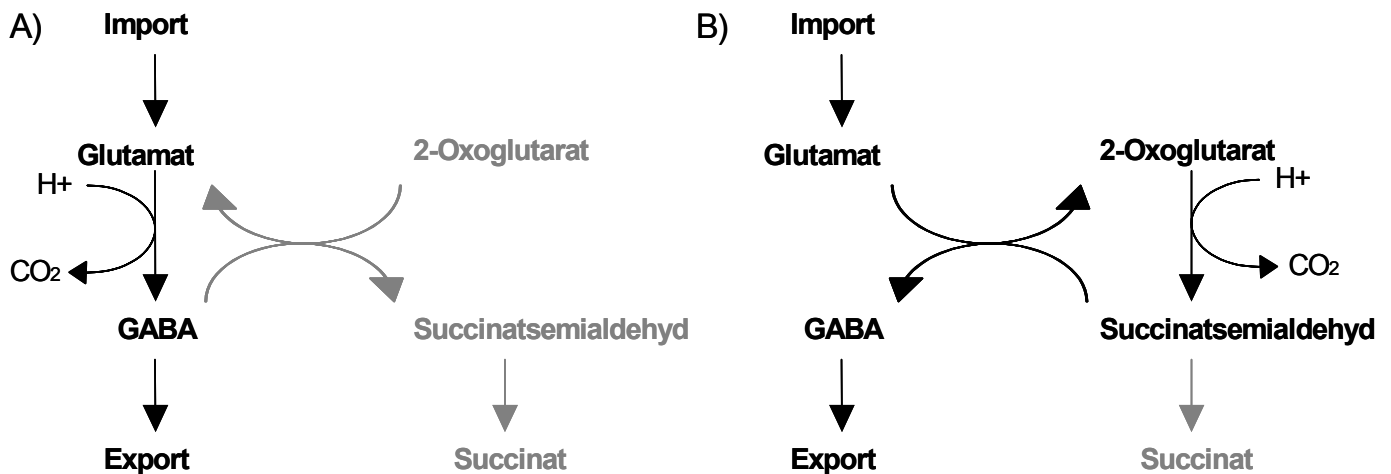 A)
Import
Glutamat
2-Oxoglutarat
H+
CO2
GABA
Succinatsemialdehyd
Export
Succinat
B)
Import
Glutamat
2-Oxoglutarat
H+
CO2
GABA
Succinatsemialdehyd
Export
Succinat